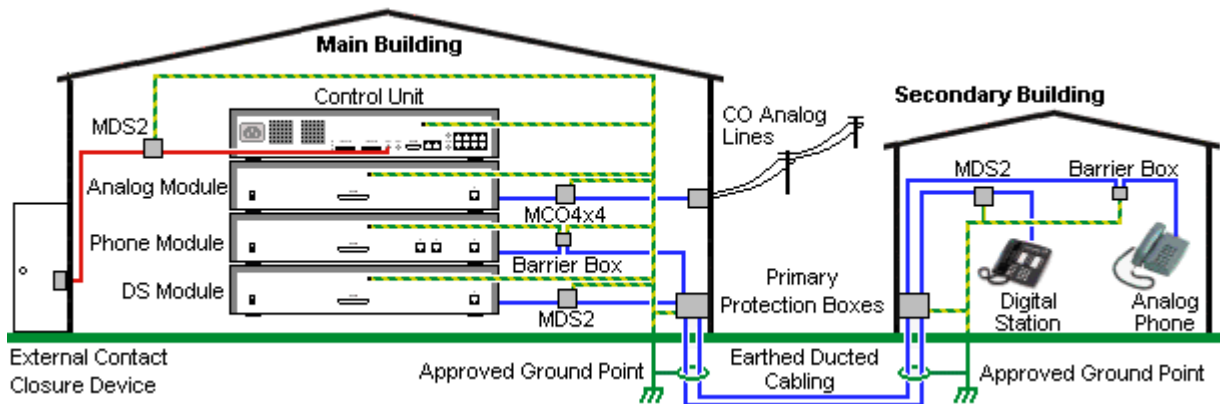 Main Building
Control Unit
MDS2
CO Analog
Lines
Secondary Building
MDS2
Barrier Box
Analog Module
MCO4x4
Phone Module
Barrier Box
DS Module
MDS2
Primary
Protection Boxes
Digital
Station
Analog
Phone
External Contact
Closure Device
Approved Ground Point
Earthed Ducted
Cabling
Approved Ground Point